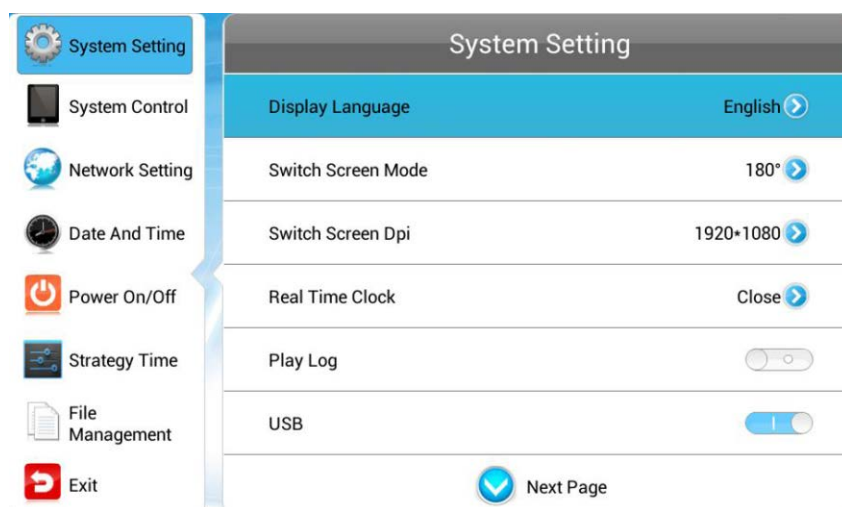 System Setting
System Control
Network Setting
Date And Time
Power On/Off
Strategy Time
File
Management
Exit
System Setting
Display Language English
Switch Screen Mode 180°
Switch Screen Dpi 1920*1080
Real Time Clock Close
Play Log
USB
Next Page